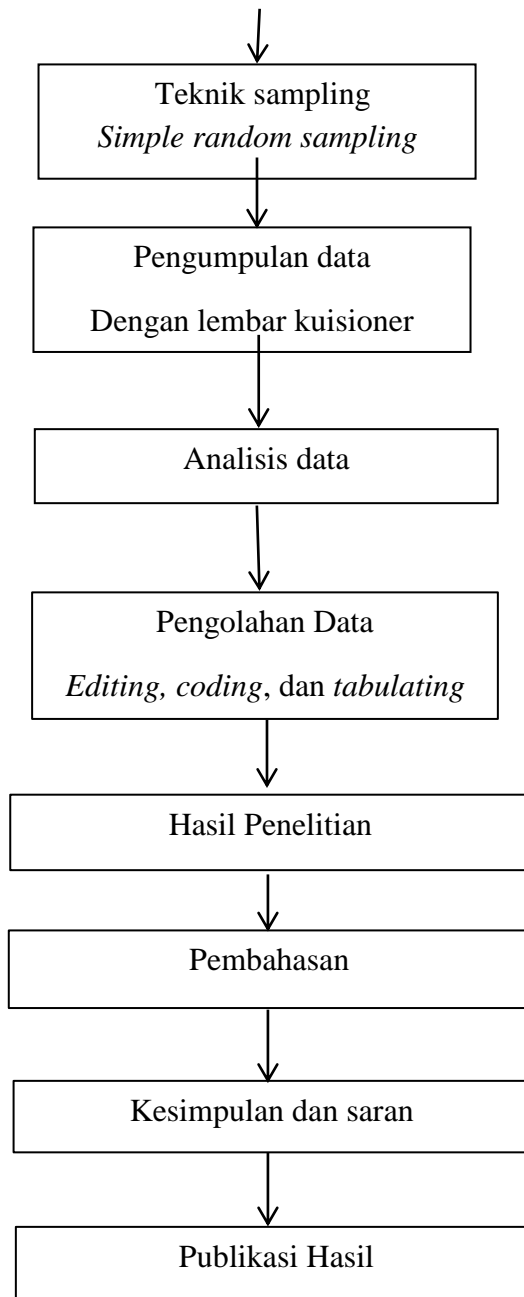 Teknik sampling
Simple random sampling
Pengumpulan data
Dengan lembar kuisioner
Analisis data
Pengolahan Data
Editing, coding, dan tabulating
Hasil Penelitian
Pembahasan
Kesimpulan dan saran
Publikasi Hasil